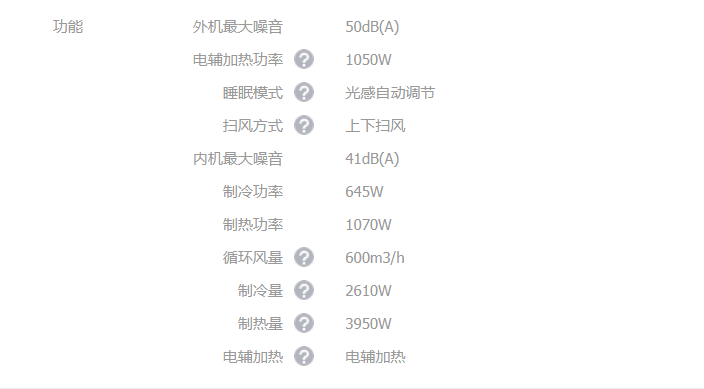 功能 外机最大噪音 50dB(A)
电辅加热功率 ? 1050W
睡眠模式 ? 光感自动调节
扫风方式 ? 上下扫风
内机最大噪音 41dB(A)
制冷功率 645W
制热功率 1070W
循环风量 ? 600m3/h
制冷量 ? 2610W
制热量 ? 3950W
电辅加热 ? 电辅加热